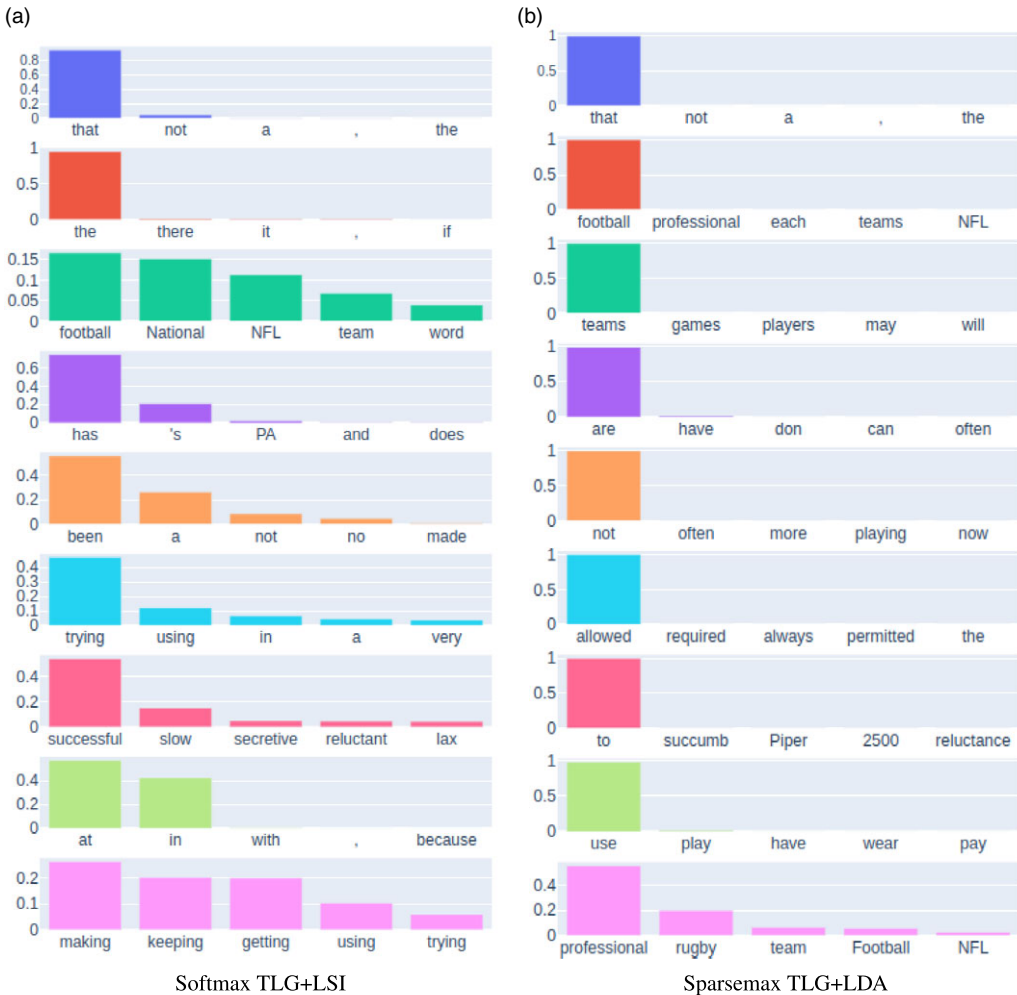 (a)
0.8
0.6
0.4
0.2
0
that not a , the
1
0.5
0
the there it , if
0.15
0.1
0.05
0
football National NFL team word
0.6
0.4
0.2
0
has 's PA and does
0.4
0.2
0
been a not no made
0.4
0.3
0.2
0.1
0
trying using in a very
0.4
0.2
0
successful slow secretive reluctant lax
0.4
0.2
0
at in with , because
0.2
0.1
0
making keeping getting using trying
Softmax TLG+LSI
(b)
1
0.5
0
that not a , the
1
0.5
0
football professional each teams NFL
1
0.5
0
teams games players may will
1
0.5
0
are have don can often
1
0.5
0
not often more playing now
1
0.5
0
allowed required always permitted the
1
0.5
0
to succumb Piper 2500 reluctance
1
0.5
0
use play have wear pay
0.4
0.2
0
professional rugby team Football NFL
Sparsemax TLG+LDA